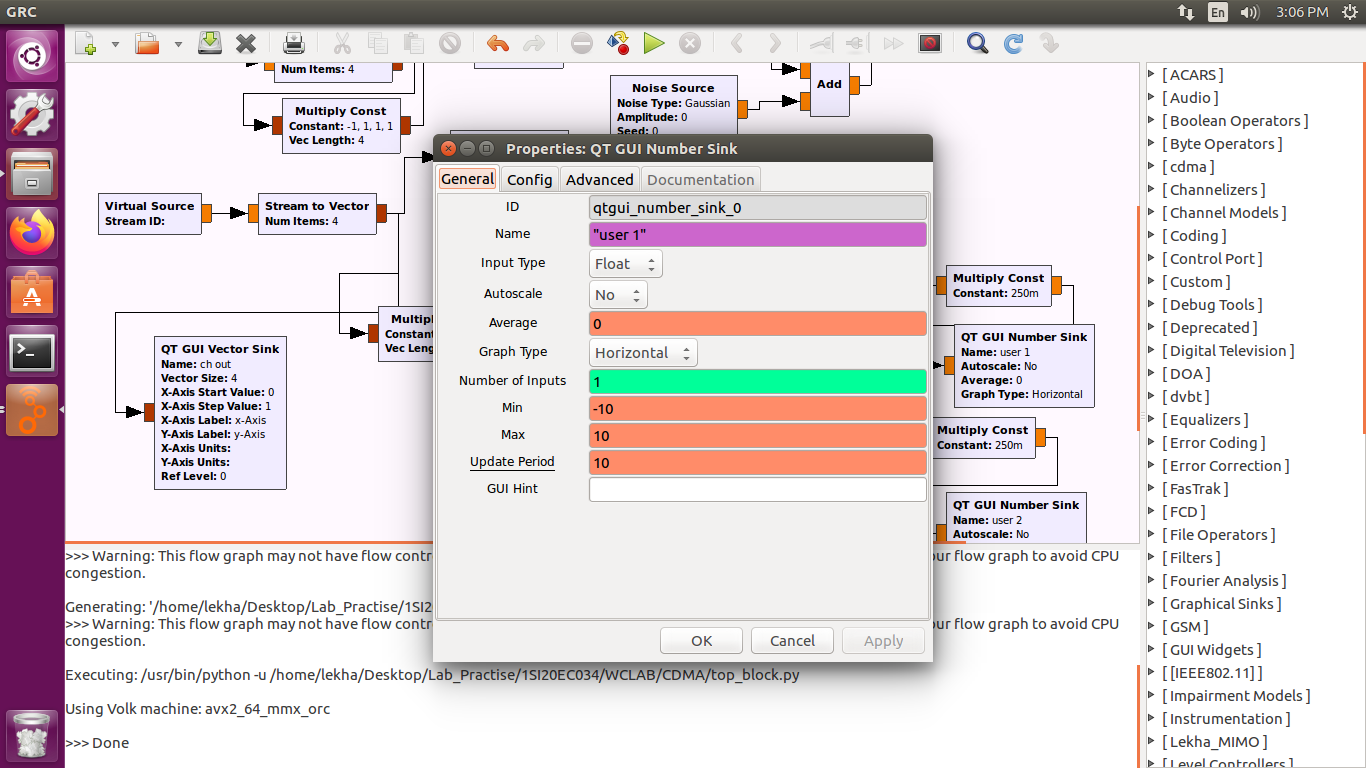 GRC
En
3:06 PM
Num Items: 4
Multiply Const
Constant: -1, 1, 1, 1
Vec Length: 4
Noise Source
Noise Type: Gaussian
Amplitude: 0
Seed: 0
Add
Virtual Source
Stream ID:
Stream to Vector
Num Items: 4
Multipl
Constant
Vec Leng
QT GUI Vector Sink
Name: ch out
Vector Size: 4
X-Axis Start Value: 0
X-Axis Step Value: 1
X-Axis Label: x-Axis
Y-Axis Label: y-Axis
X-Axis Units:
Y-Axis Units:
Ref Level: 0
Properties: QT GUI Number Sink
General
Config
Advanced
Documentation
ID
qtgui_number_sink_0
Name
"user 1"
Input Type
Float
Autoscale
No
Average
0
Graph Type
Horizontal
Number of Inputs
1
Min
-10
Max
10
Update Period
10
GUI Hint
OK
Cancel
Apply
Multiply Const
Constant: 250m
QT GUI Number Sink
Name: user 1
Autoscale: No
Average: 0
Graph Type: Horizontal
Multiply Const
Constant: 250m
QT GUI Number Sink
Name: user 2
Autoscale: No
>>> Warning: This flow graph may not have flow contr
our flow graph to avoid CPU
congestion.
Generating: '/home/lekha/Desktop/Lab_Practise/1SI2
>>> Warning: This flow graph may not have flow contr
our flow graph to avoid CPU
congestion.
Executing: /usr/bin/python -u /home/lekha/Desktop/Lab_Practise/1SI20EC034/WCLAB/CDMA/top_block.py
Using Volk machine: avx2_64_mmx_orc
>>> Done
[ ACARS ]
[ Audio ]
[ Boolean Operators ]
[ Byte Operators ]
[ cdma ]
[ Channelizers ]
[ Channel Models ]
[ Coding ]
[ Control Port ]
[ Custom ]
[ Debug Tools ]
[ Deprecated ]
[ Digital Television ]
[ DOA ]
[ dvbt ]
[ Equalizers ]
[ Error Coding ]
[ Error Correction ]
[ FasTrak ]
[ FCD ]
[ File Operators ]
[ Filters ]
[ Fourier Analysis ]
[ Graphical Sinks ]
[ GSM ]
[ GUI Widgets ]
[ [IEEE802.11] ]
[ Impairment Models ]
[ Instrumentation ]
[ Lekha_MIMO ]
[ Level Controllers ]